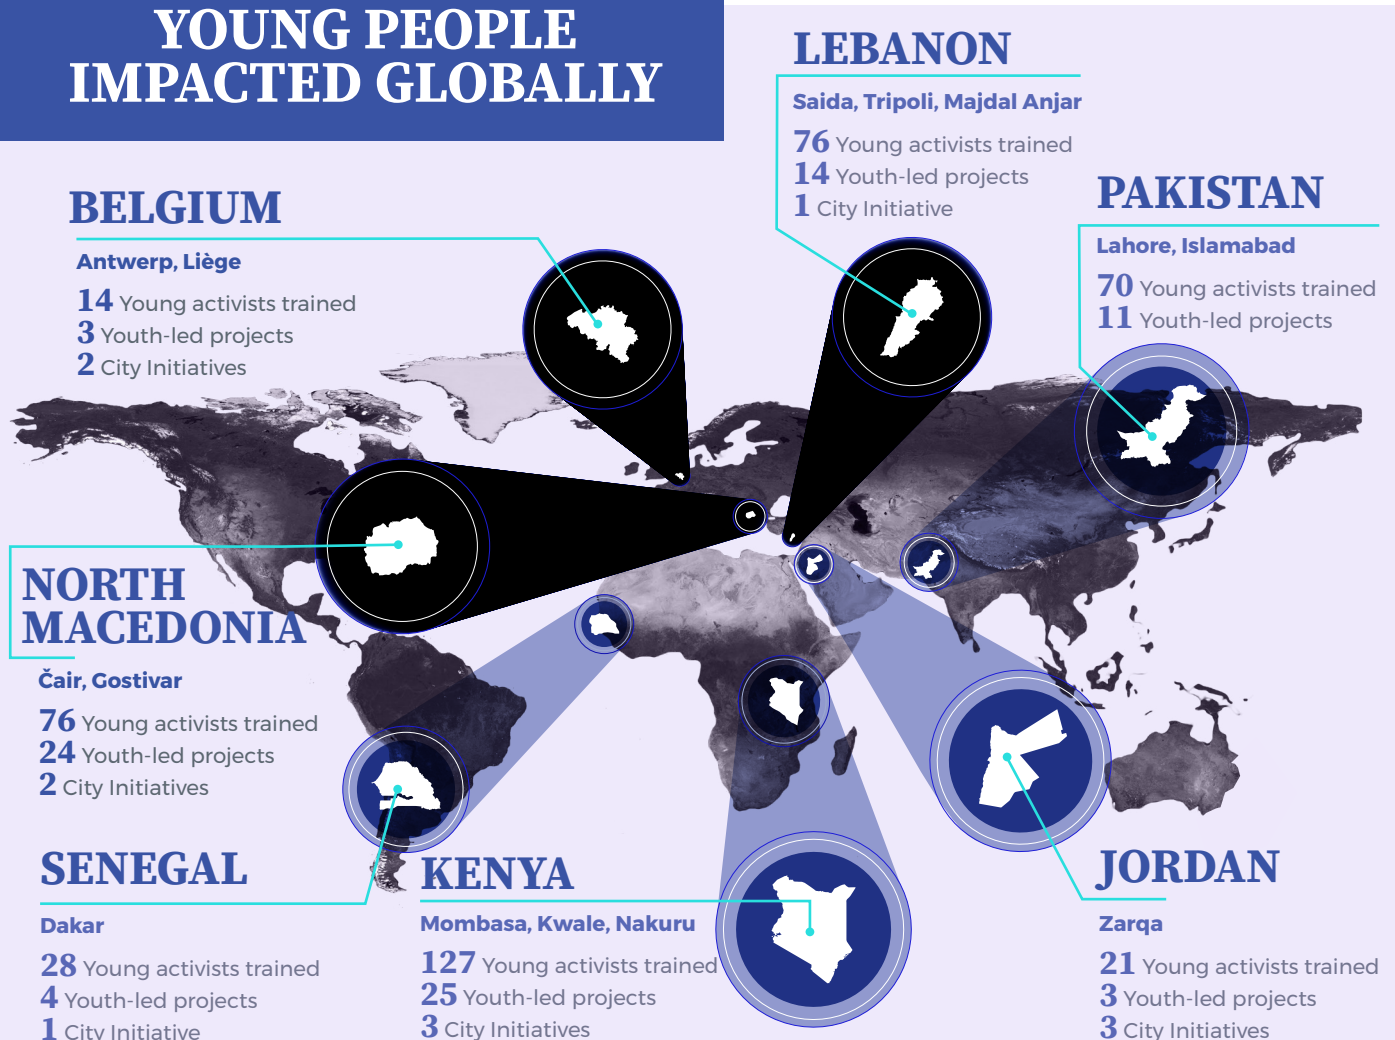 YOUNG PEOPLE
IMPACTED GLOBALLY
LEBANON
Saida, Tripoli, Majdal Anjar
76 Young activists trained
14 Youth-led projects
1 City Initiative
PAKISTAN
Lahore, Islamabad
70 Young activists trained
11 Youth-led projects
BELGIUM
Antwerp, Liège
14 Young activists trained
3 Youth-led projects
2 City Initiatives
NORTH
MACEDONIA
Čair, Gostivar
76 Young activists trained
24 Youth-led projects
2 City Initiatives
SENEGAL
Dakar
28 Young activists trained
4 Youth-led projects
1 City Initiative
KENYA
Mombasa, Kwale, Nakuru
127 Young activists trained
25 Youth-led projects
3 City Initiatives
JORDAN
Zarqa
21 Young activists trained
3 Youth-led projects
3 City Initiatives